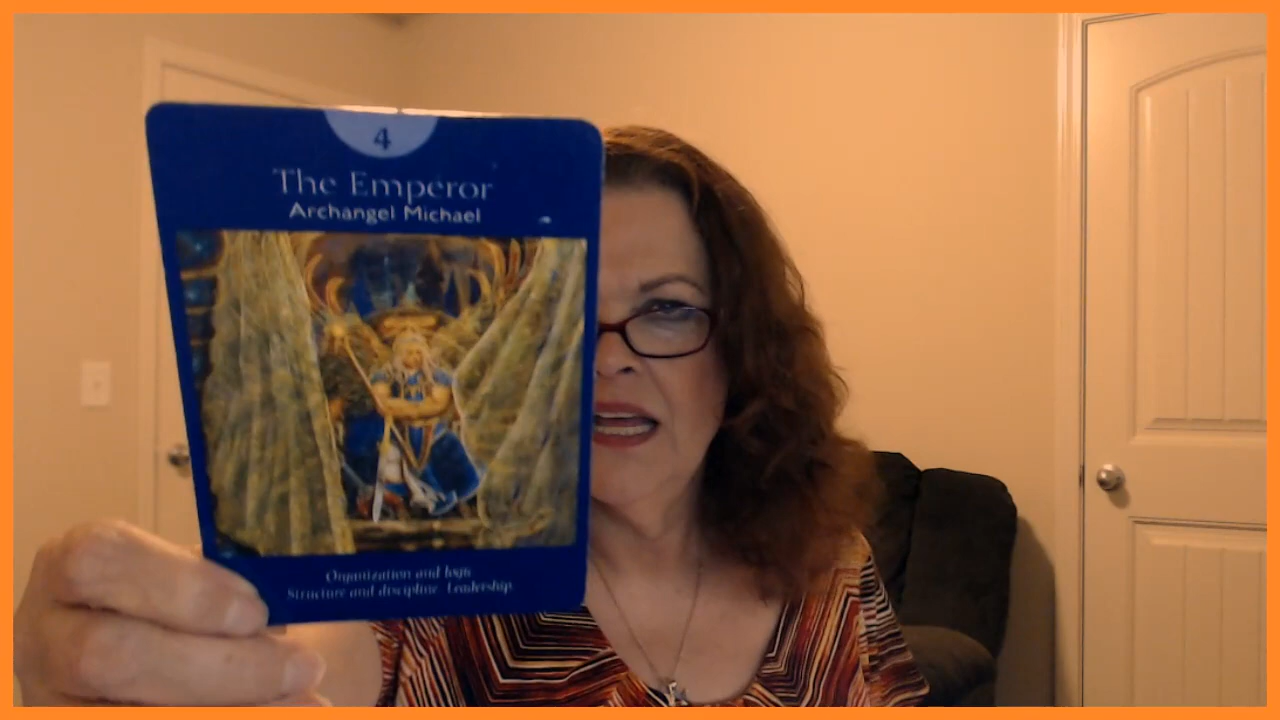 4
The Emperor
Archangel Michael
Organization and logic
Structure and discipline. Leadership.